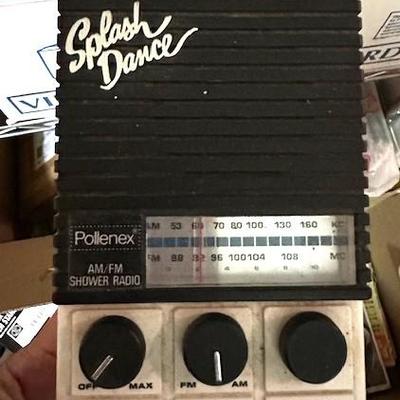 Splash
Dance
Pollenex
AM/FM
SHOWER RADIO
AM 53 60 70 80 100 130 160 KC
FM 88 92 96 100 104 108 MC
OFF MAX FM AM